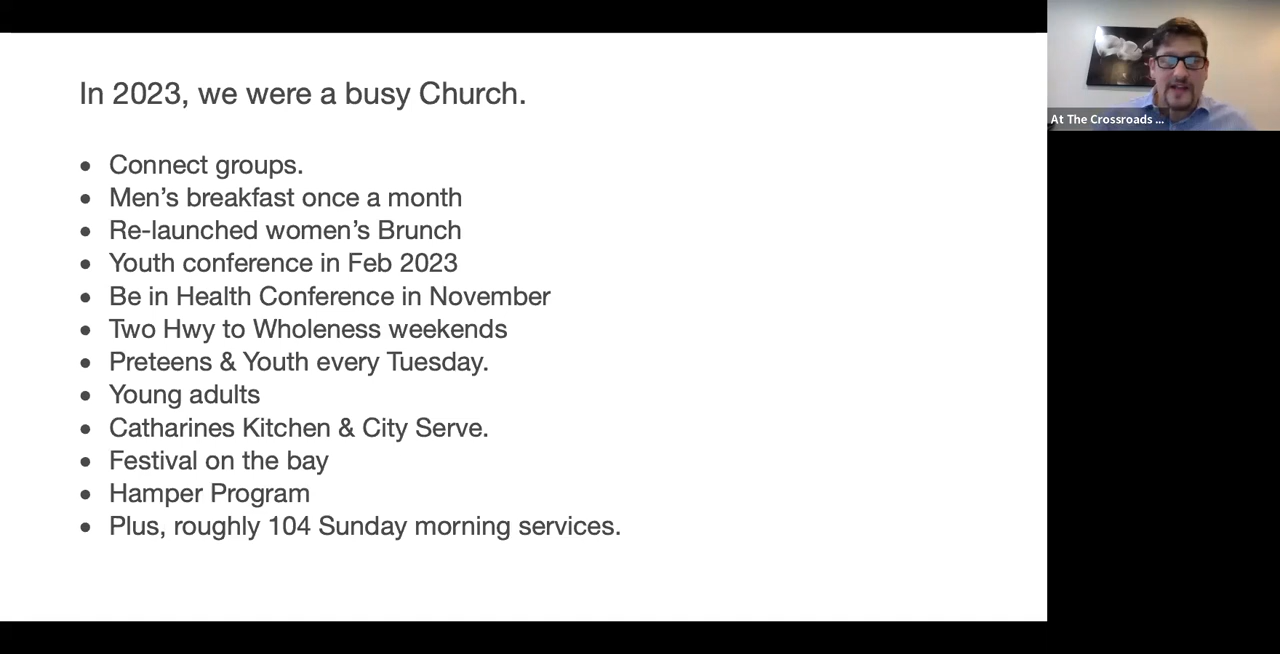 In 2023, we were a busy Church.
• Connect groups.
• Men’s breakfast once a month
• Re-launched women’s Brunch
• Youth conference in Feb 2023
• Be in Health Conference in November
• Two Hwy to Wholeness weekends
• Preteens & Youth every Tuesday.
• Young adults
• Catharines Kitchen & City Serve.
• Festival on the bay
• Hamper Program
• Plus, roughly 104 Sunday morning services.
At The Crossroads ...